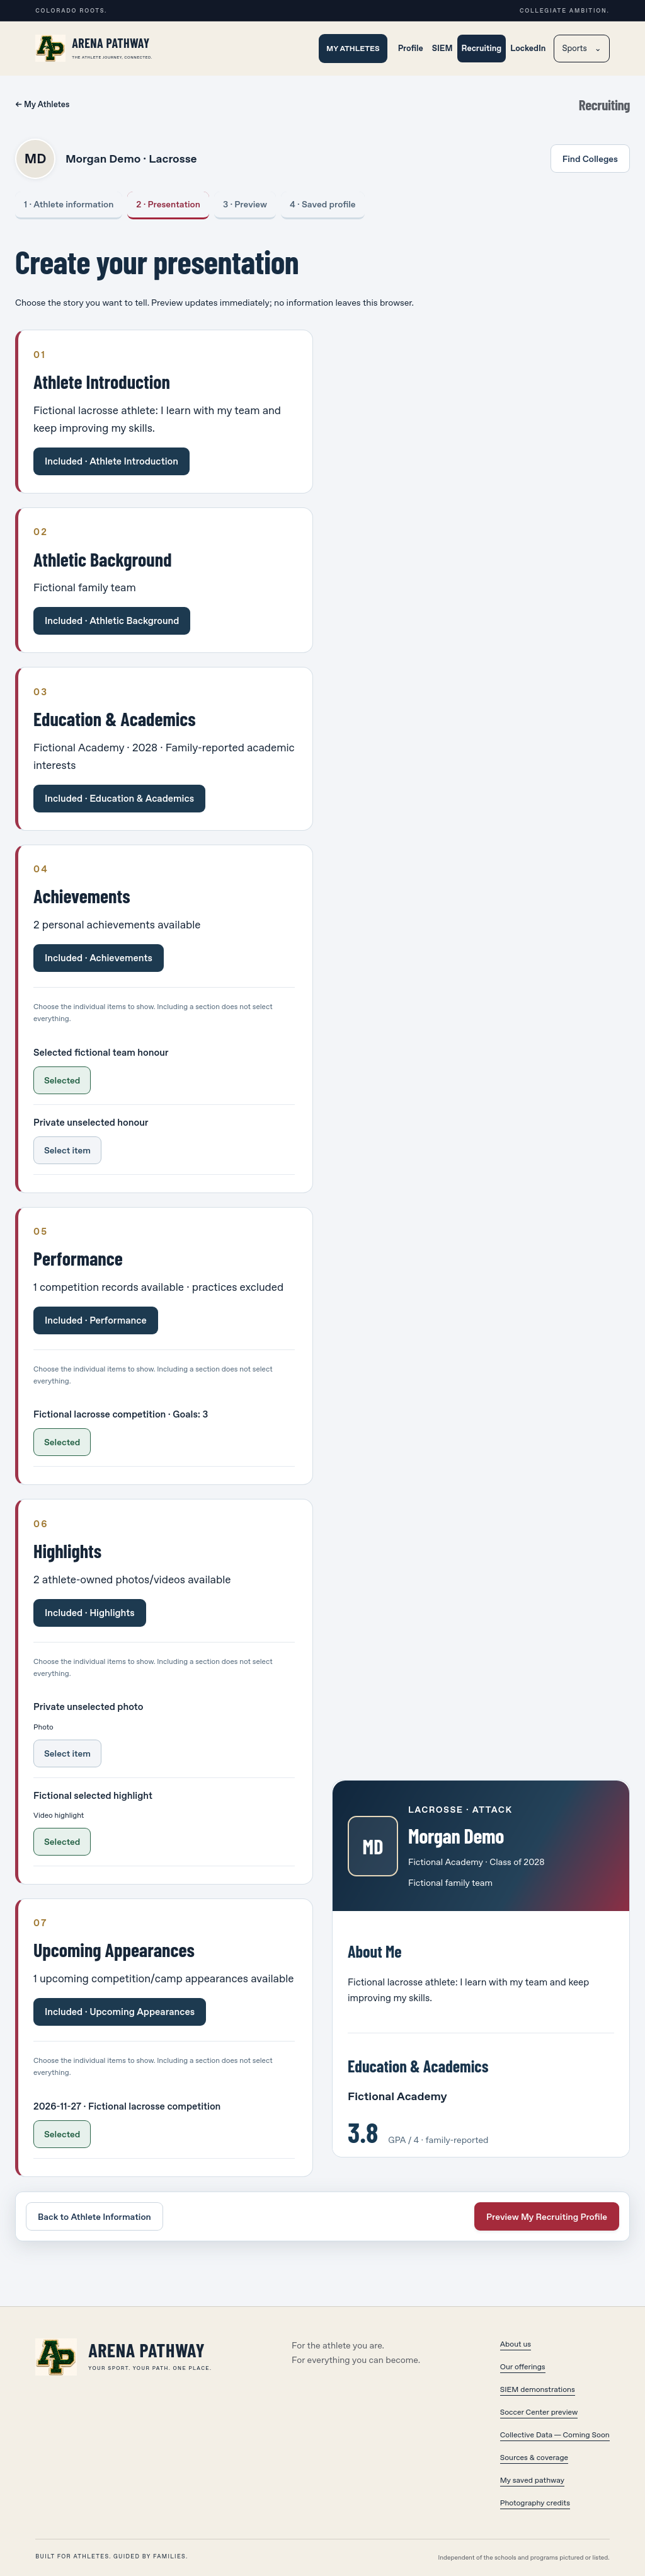 COLORADO ROOTS.
COLLEGIATE AMBITION.
AP
ARENA PATHWAY
THE ATHLETE JOURNEY, CONNECTED.
MY ATHLETES
Profile
SIEM
Recruiting
LockedIn
Sports
← My Athletes
Recruiting
MD
Morgan Demo · Lacrosse
Find Colleges
1 · Athlete information
2 · Presentation
3 · Preview
4 · Saved profile
Create your presentation
Choose the story you want to tell. Preview updates immediately; no information leaves this browser.
01
Athlete Introduction
Fictional lacrosse athlete: I learn with my team and
keep improving my skills.
Included · Athlete Introduction
02
Athletic Background
Fictional family team
Included · Athletic Background
03
Education & Academics
Fictional Academy · 2028 · Family-reported academic
interests
Included · Education & Academics
04
Achievements
2 personal achievements available
Included · Achievements
Choose the individual items to show. Including a section does not select
everything.
Selected fictional team honour
Selected
Private unselected honour
Select item
05
Performance
1 competition records available · practices excluded
Included · Performance
Choose the individual items to show. Including a section does not select
everything.
Fictional lacrosse competition · Goals: 3
Selected
06
Highlights
2 athlete-owned photos/videos available
Included · Highlights
Choose the individual items to show. Including a section does not select
everything.
Private unselected photo
Photo
Select item
Fictional selected highlight
Video highlight
Selected
07
Upcoming Appearances
1 upcoming competition/camp appearances available
Included · Upcoming Appearances
Choose the individual items to show. Including a section does not select
everything.
2026-11-27 · Fictional lacrosse competition
Selected
MD
LACROSSE · ATTACK
Morgan Demo
Fictional Academy · Class of 2028
Fictional family team
About Me
Fictional lacrosse athlete: I learn with my team and keep
improving my skills.
Education & Academics
Fictional Academy
3.8 GPA / 4 · family-reported
Back to Athlete Information
Preview My Recruiting Profile
AP
ARENA PATHWAY
YOUR SPORT. YOUR PATH. ONE PLACE.
For the athlete you are.
For everything you can become.
About us
Our offerings
SIEM demonstrations
Soccer Center preview
Collective Data — Coming Soon
Sources & coverage
My saved pathway
Photography credits
BUILT FOR ATHLETES. GUIDED BY FAMILIES.
Independent of the schools and programs pictured or listed.